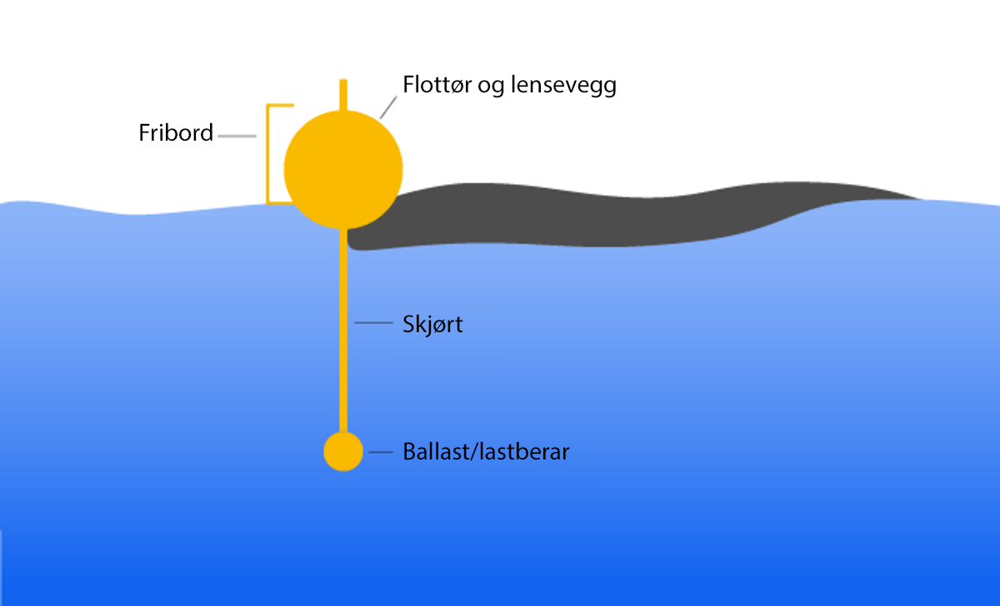 Flottør og lensevegg
Fribord
Skjørt
Ballast/lastberar